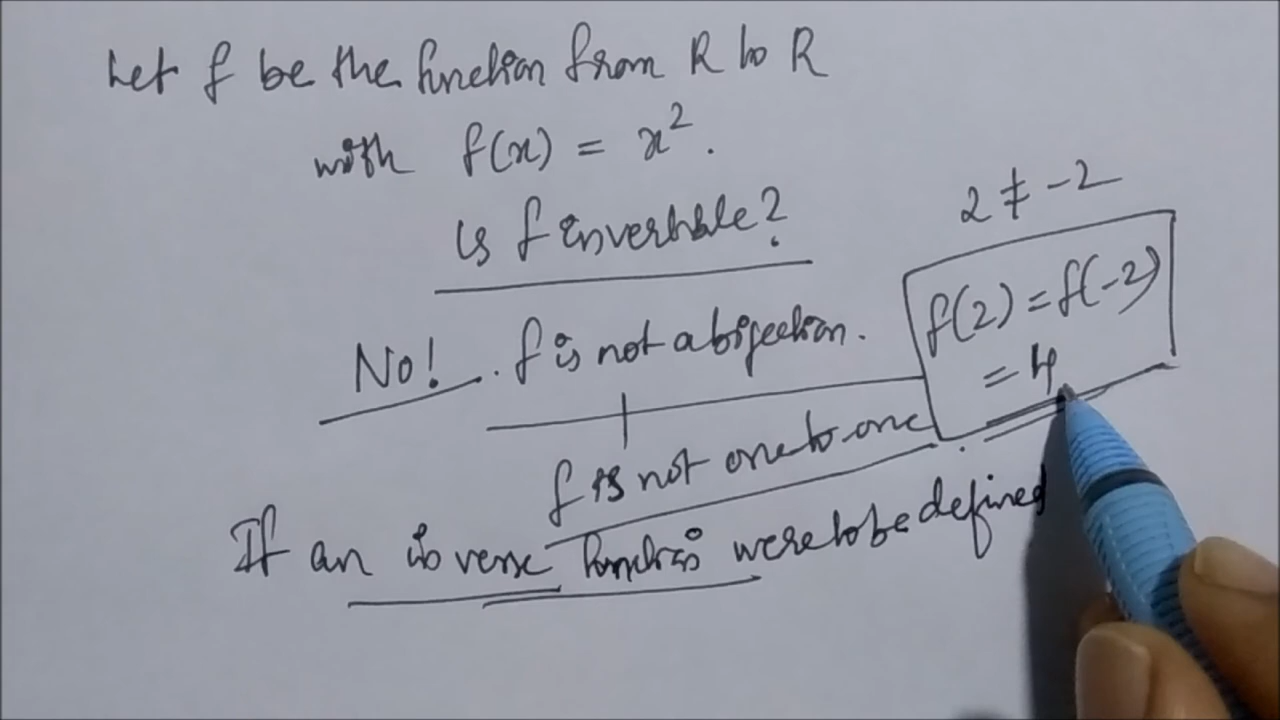 Let f be the function from R to R
with f(x) = x².
Is f invertible?
2 ≠ -2
f(2) = f(-2)
= 4
No! . f is not a bijection.
f is not one to one.
If an inverse function were to be defined